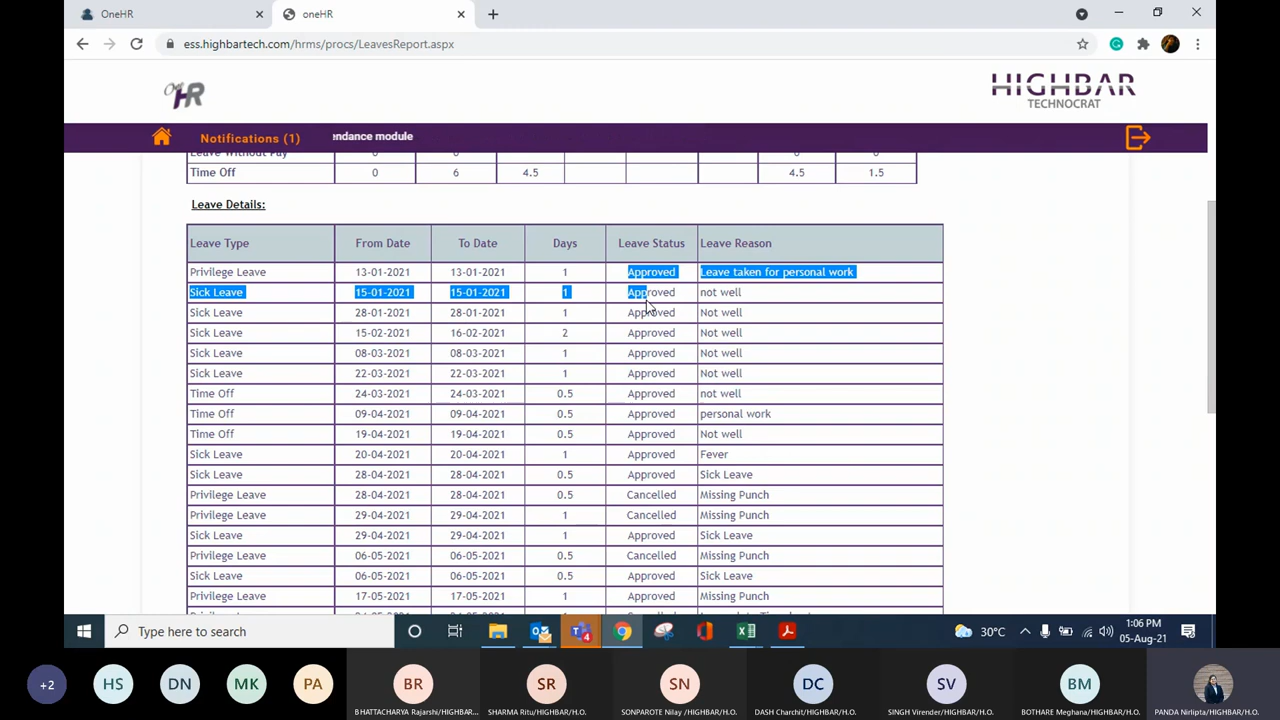 OneHR
oneHR
ess.highbartech.com/hrms/procs/LeavesReport.aspx
One HR
HIGHBAR
TECHNOCRAT
Notifications (1)
endance module
Leave Without Pay 0 0 0 0
Time Off 0 6 4.5 4.5 1.5
Leave Details:
Leave Type From Date To Date Days Leave Status Leave Reason
Privilege Leave 13-01-2021 13-01-2021 1 Approved Leave taken for personal work
Sick Leave 15-01-2021 15-01-2021 1 Approved not well
Sick Leave 28-01-2021 28-01-2021 1 Approved Not well
Sick Leave 15-02-2021 16-02-2021 2 Approved Not well
Sick Leave 08-03-2021 08-03-2021 1 Approved Not well
Sick Leave 22-03-2021 22-03-2021 1 Approved Not well
Time Off 24-03-2021 24-03-2021 0.5 Approved not well
Time Off 09-04-2021 09-04-2021 0.5 Approved personal work
Time Off 19-04-2021 19-04-2021 0.5 Approved Not well
Sick Leave 20-04-2021 20-04-2021 1 Approved Fever
Sick Leave 28-04-2021 28-04-2021 0.5 Approved Sick Leave
Privilege Leave 28-04-2021 28-04-2021 0.5 Cancelled Missing Punch
Privilege Leave 29-04-2021 29-04-2021 1 Cancelled Missing Punch
Sick Leave 29-04-2021 29-04-2021 1 Approved Sick Leave
Privilege Leave 06-05-2021 06-05-2021 0.5 Cancelled Missing Punch
Sick Leave 06-05-2021 06-05-2021 0.5 Approved Sick Leave
Privilege Leave 17-05-2021 17-05-2021 1 Approved Missing Punch
Type here to search
4
30°C
1:06 PM
05-Aug-21
+2 HS DN MK PA BR SR SN DC SV BM
BHATTACHARYA Rajarshi/HIGHBAR... SHARMA Ritu/HIGHBAR/H.O. SONPAROTE Nilay /HIGHBAR/H.O. DASH Charchit/HIGHBAR/H.O. SINGH Virender/HIGHBAR/H.O. BOTHARE Meghana/HIGHBAR/H.O. PANDA Niripta/HIGHBAR/H.O.